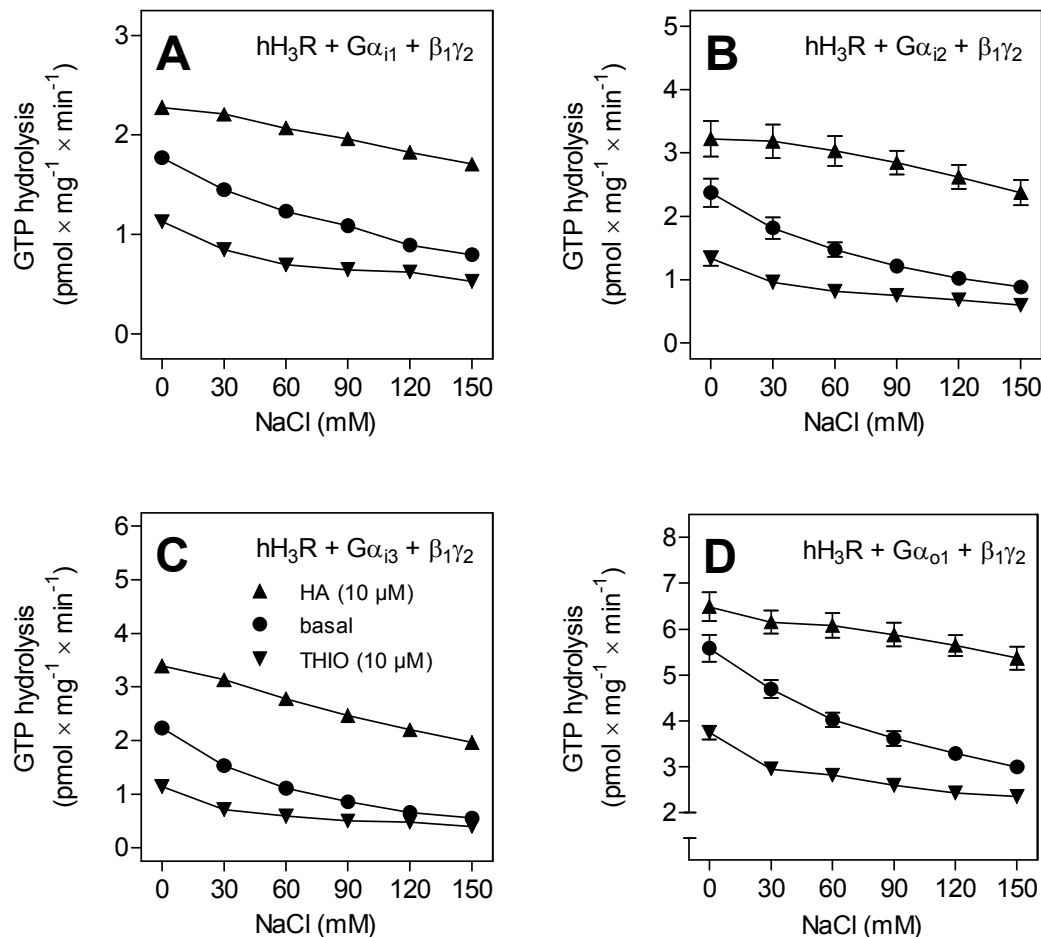 A
hH₃R + Gαi1 + β₁γ₂
GTP hydrolysis
(pmol × mg⁻¹ × min⁻¹)
3
2
1
0
0 30 60 90 120 150
NaCl (mM)
B
hH₃R + Gαi2 + β₁γ₂
GTP hydrolysis
(pmol × mg⁻¹ × min⁻¹)
5
4
3
2
1
0
0 30 60 90 120 150
NaCl (mM)
C
hH₃R + Gαi3 + β₁γ₂
HA (10 µM)
basal
THIO (10 µM)
GTP hydrolysis
(pmol × mg⁻¹ × min⁻¹)
6
5
4
3
2
1
0
0 30 60 90 120 150
NaCl (mM)
D
hH₃R + Gαo1 + β₁γ₂
GTP hydrolysis
(pmol × mg⁻¹ × min⁻¹)
8
7
6
5
4
3
2
0 30 60 90 120 150
NaCl (mM)